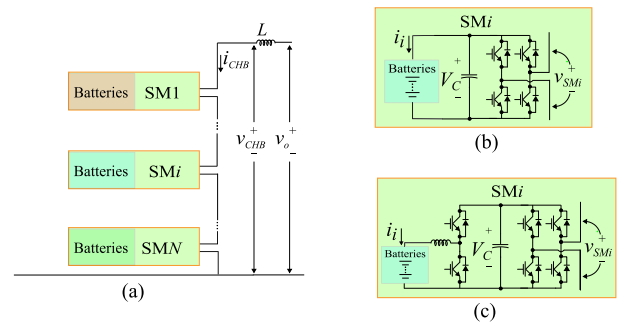 L
i_CHB
Batteries SM1
v_CHB + −
v_o + −
Batteries SMi
Batteries SMN
(a)
SMi
i_i
Batteries
V_C + −
v_SMi + −
(b)
SMi
i_i
Batteries
V_C + −
v_SMi + −
(c)